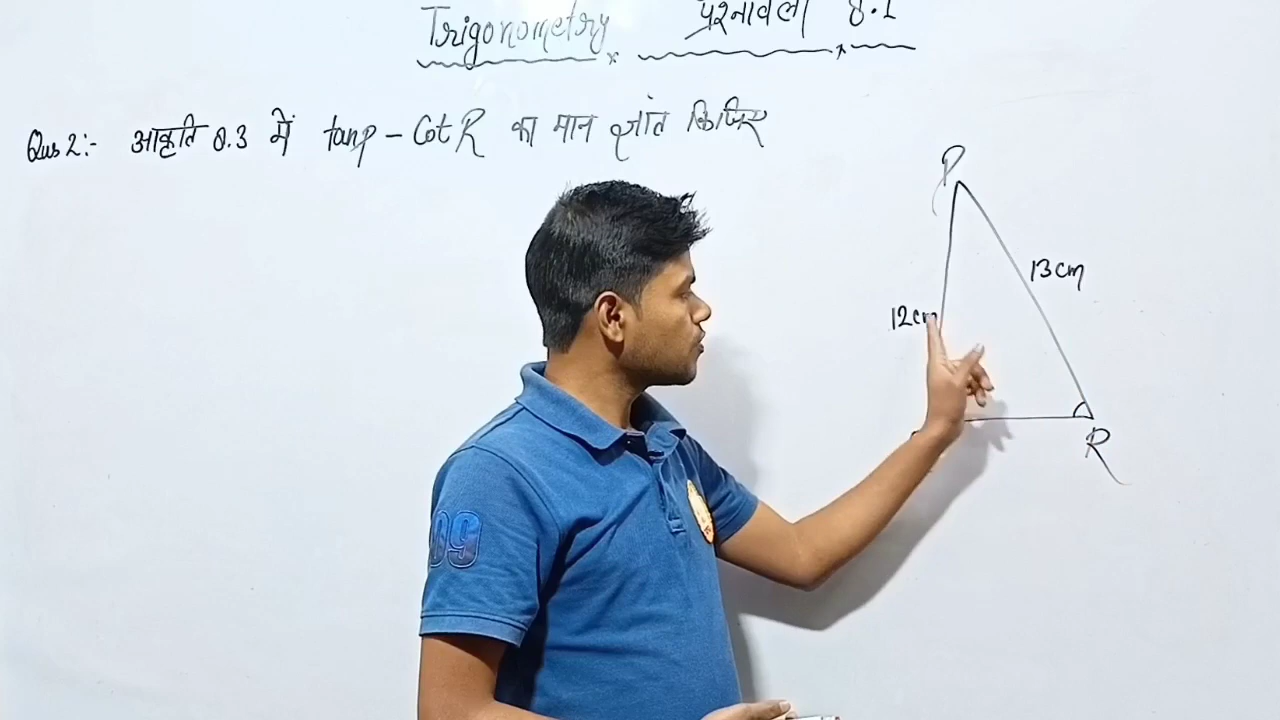 Trigonometry प्रश्नावली 8.1
Qus 2:- आकृति 8.3 में tanp - Cot R का मान ज्ञात किजिए
P
13cm
12cm
R
09